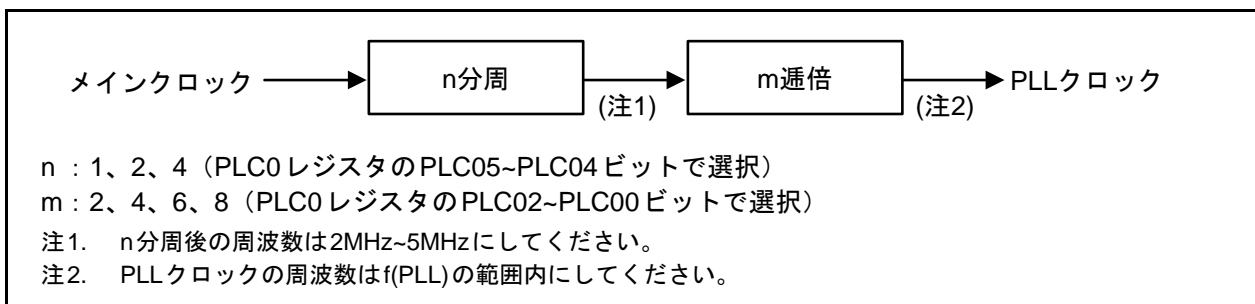 メインクロック n分周 (注1) m逓倍 (注2) PLLクロック
n : 1、2、4（PLC0レジスタのPLC05~PLC04ビットで選択）
m : 2、4、6、8（PLC0レジスタのPLC02~PLC00ビットで選択）
注1. n分周後の周波数は2MHz~5MHzにしてください。
注2. PLLクロックの周波数はf(PLL)の範囲内にしてください。